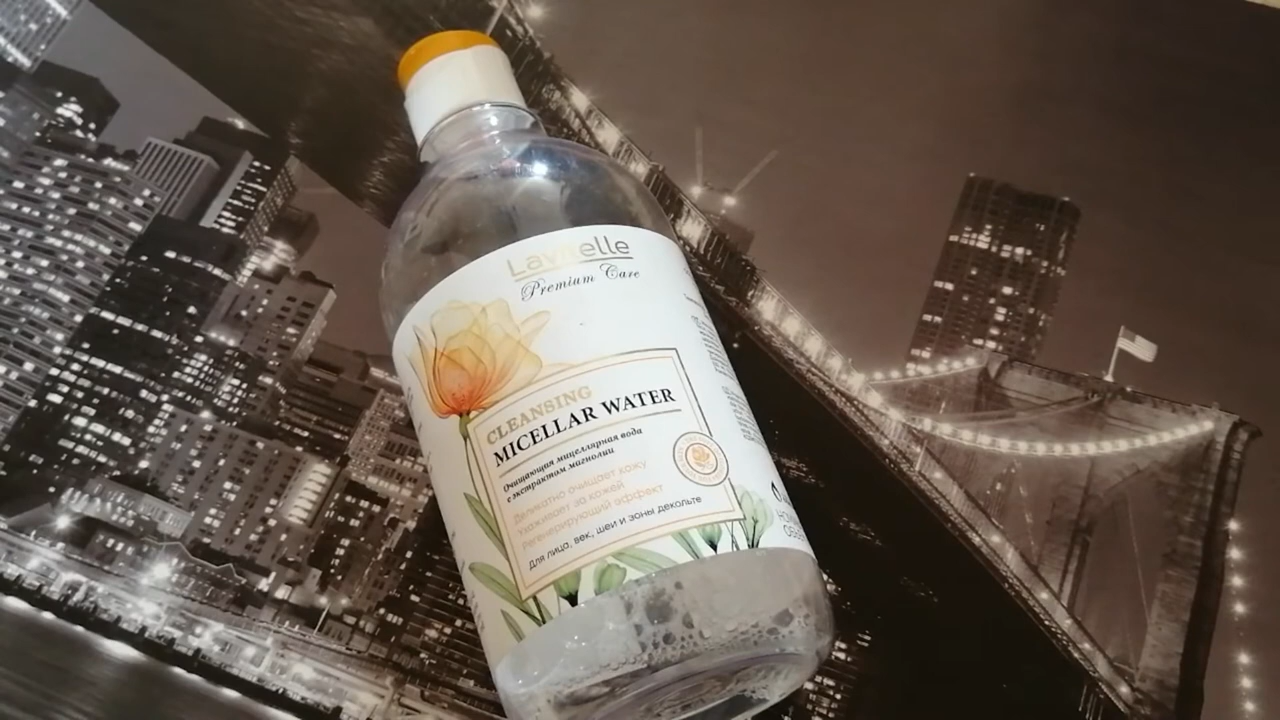 Lavitelle
Premium Care
CLEANSING
MICELLAR WATER
Очищающая мицеллярная вода
с экстрактом магнолии
Деликатно очищает кожу
Ухаживает за кожей
Регенерирующий эффект
Для лица, век, шеи и зоны декольте